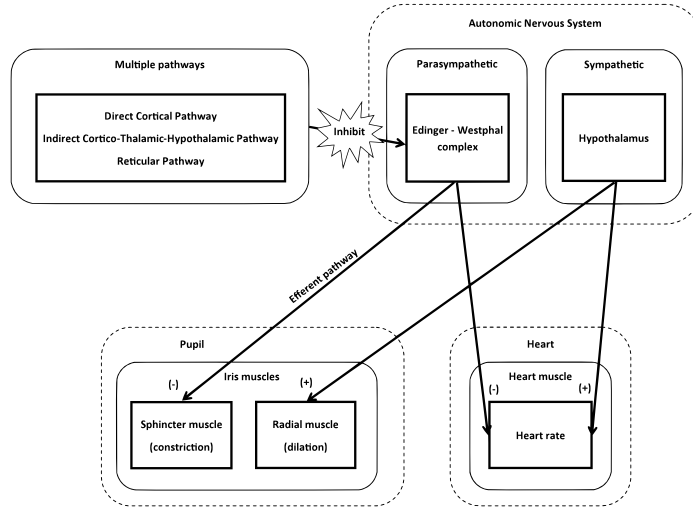 Autonomic Nervous System
Multiple pathways
Parasympathetic
Sympathetic
Direct Cortical Pathway
Indirect Cortico-Thalamic-Hypothalamic Pathway
Reticular Pathway
Inhibit
Edinger - Westphal
complex
Hypothalamus
Efferent pathway
Pupil
Heart
Iris muscles
Heart muscle
(-)
(+)
(-)
(+)
Sphincter muscle
(constriction)
Radial muscle
(dilation)
Heart rate